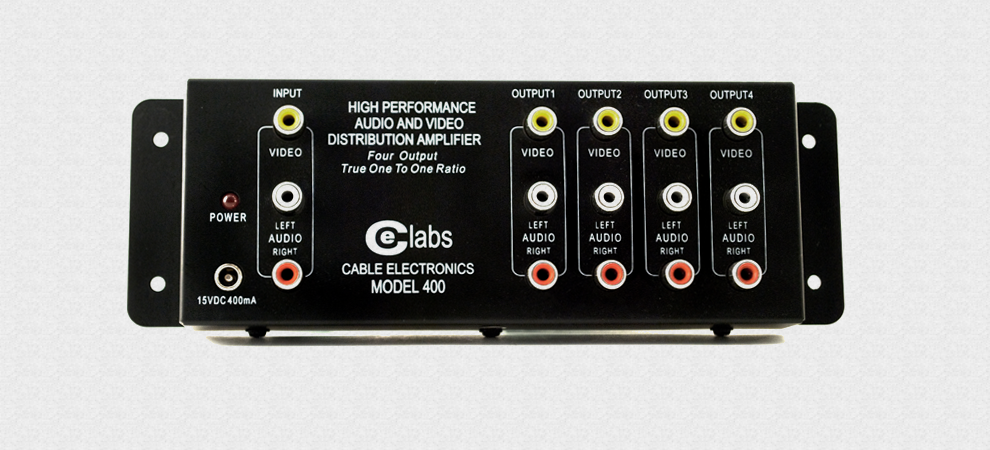 INPUT
VIDEO
LEFT
AUDIO
RIGHT
POWER
15VDC400mA
HIGH PERFORMANCE
AUDIO AND VIDEO
DISTRIBUTION AMPLIFIER
Four Output
True One To One Ratio
ce labs
CABLE ELECTRONICS
MODEL 400
OUTPUT1
VIDEO
LEFT
AUDIO
RIGHT
OUTPUT2
VIDEO
LEFT
AUDIO
RIGHT
OUTPUT3
VIDEO
LEFT
AUDIO
RIGHT
OUTPUT4
VIDEO
LEFT
AUDIO
RIGHT